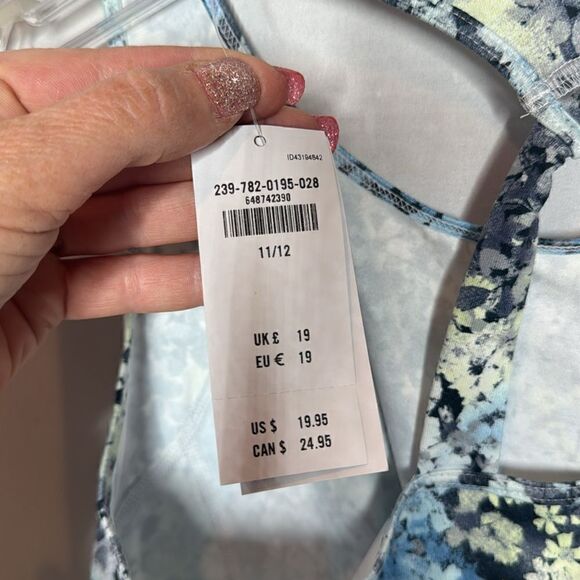 ID43194842
239-782-0195-028
648742390
11/12
UK £ 19
EU € 19
US $ 19.95
CAN $ 24.95